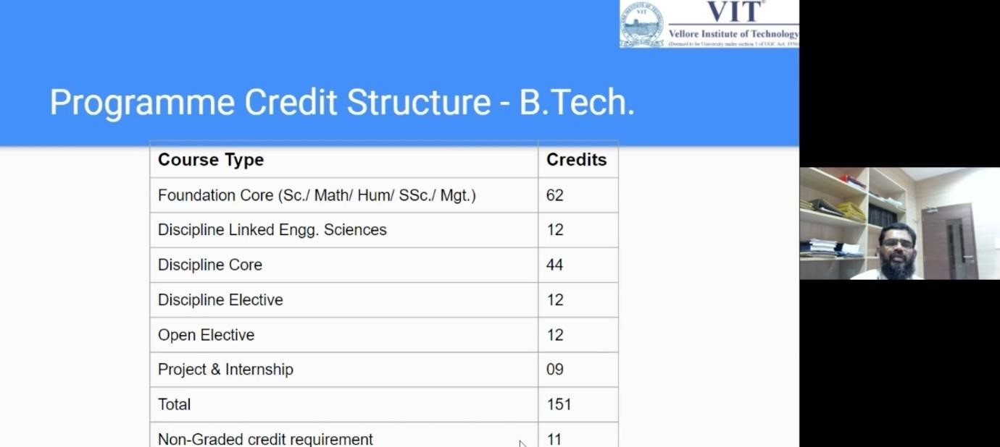 VIT
Vellore Institute of Technology
(Deemed to be University under section 3 of UGC Act, 1956)
Programme Credit Structure - B.Tech.
Course Type Credits
Foundation Core (Sc./ Math/ Hum/ SSc./ Mgt.) 62
Discipline Linked Engg. Sciences 12
Discipline Core 44
Discipline Elective 12
Open Elective 12
Project & Internship 09
Total 151
Non-Graded credit requirement 11